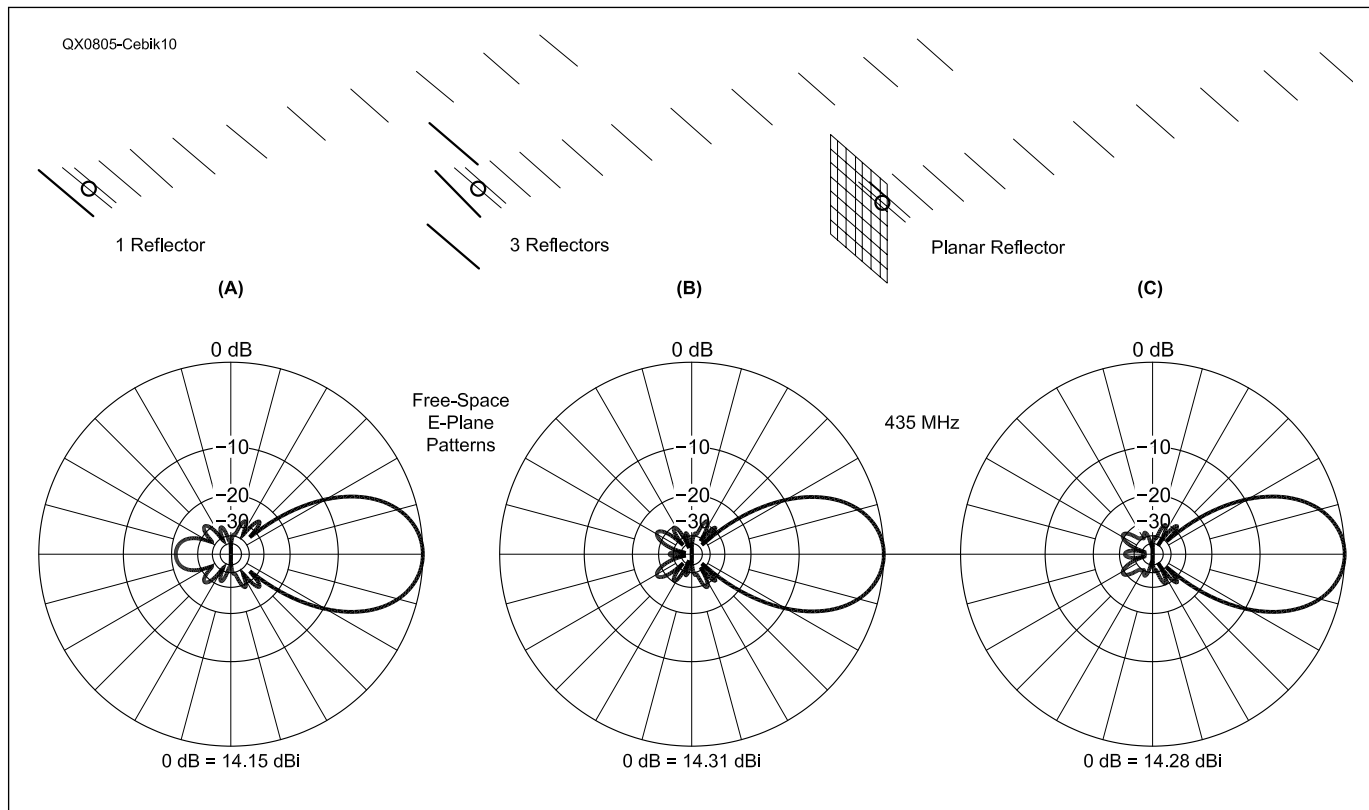 QX0805-Cebik10
1 Reflector
3 Reflectors
Planar Reflector
(A)
(B)
(C)
0 dB
0 dB
0 dB
Free-Space
E-Plane
Patterns
435 MHz
−10
−20
−30
−10
−20
−30
−10
−20
−30
0 dB = 14.15 dBi
0 dB = 14.31 dBi
0 dB = 14.28 dBi